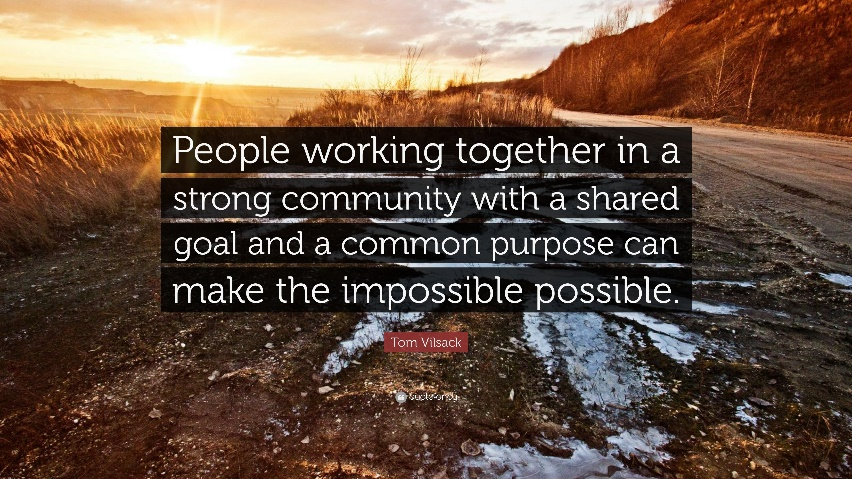 People working together in a
strong community with a shared
goal and a common purpose can
make the impossible possible.
Tom Vilsack
quotefancy